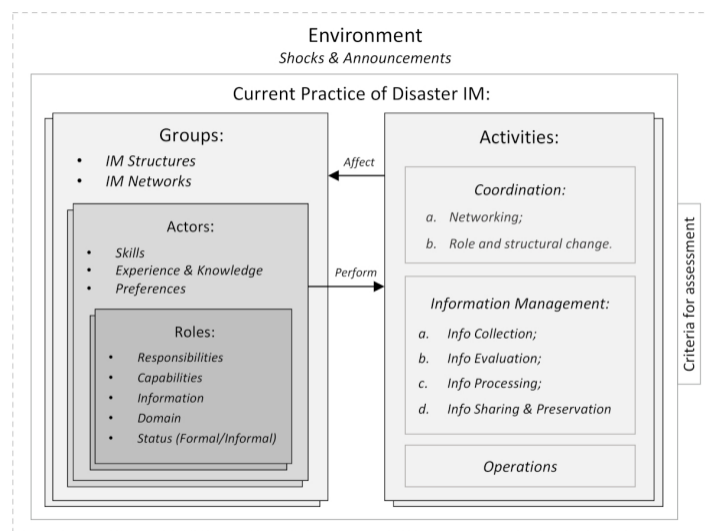 Environment
Shocks & Announcements
Current Practice of Disaster IM:
Groups:
• IM Structures
• IM Networks
Actors:
• Skills
• Experience & Knowledge
• Preferences
Roles:
• Responsibilities
• Capabilities
• Information
• Domain
• Status (Formal/Informal)
Affect
Perform
Activities:
Coordination:
a. Networking;
b. Role and structural change.
Information Management:
a. Info Collection;
b. Info Evaluation;
c. Info Processing;
d. Info Sharing & Preservation
Operations
Criteria for assessment